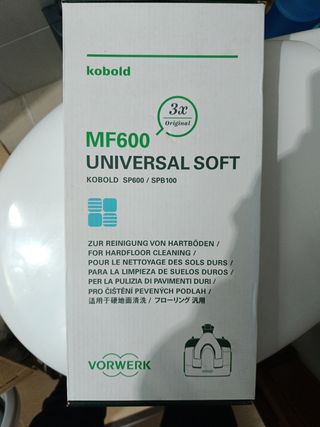 kobold
3x
Original
MF600
UNIVERSAL SOFT
KOBOLD SP600 / SPB100
ZUR REINIGUNG VON HARTBÖDEN /
FOR HARDFLOOR CLEANING /
POUR LE NETTOYAGE DES SOLS DURS /
PARA LA LIMPIEZA DE SUELOS DUROS /
PER LA PULIZIA DI PAVIMENTI DURI /
PRO ČIŠTĚNÍ PEVENÝCH PODLAH /
适用于硬地面清洗 / フローリング 汎用
VORWERK